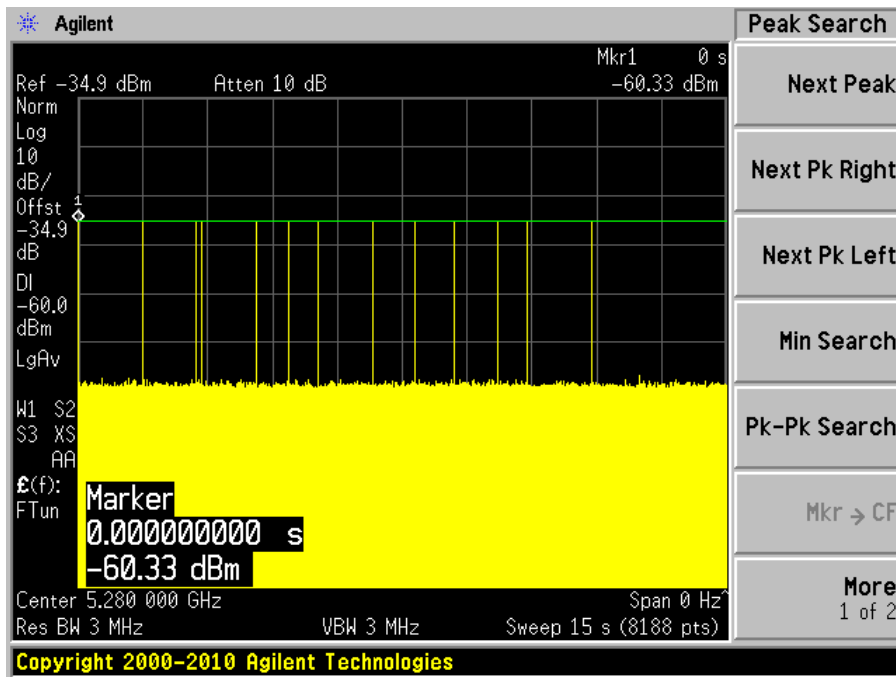 Agilent
Peak Search
Mkr1 0 s
Ref -34.9 dBm Atten 10 dB -60.33 dBm
Norm
Log
10
dB/
Offst
-34.9
dB
DI
-60.0
dBm
LgAv
W1 S2
S3 XS
AA
£(f):
FTun
1
Marker
0.000000000 s
-60.33 dBm
Center 5.280 000 GHz Span 0 Hz^
Res BW 3 MHz VBW 3 MHz Sweep 15 s (8188 pts)
Copyright 2000-2010 Agilent Technologies
Next Peak
Next Pk Right
Next Pk Left
Min Search
Pk-Pk Search
Mkr → CF
More
1 of 2